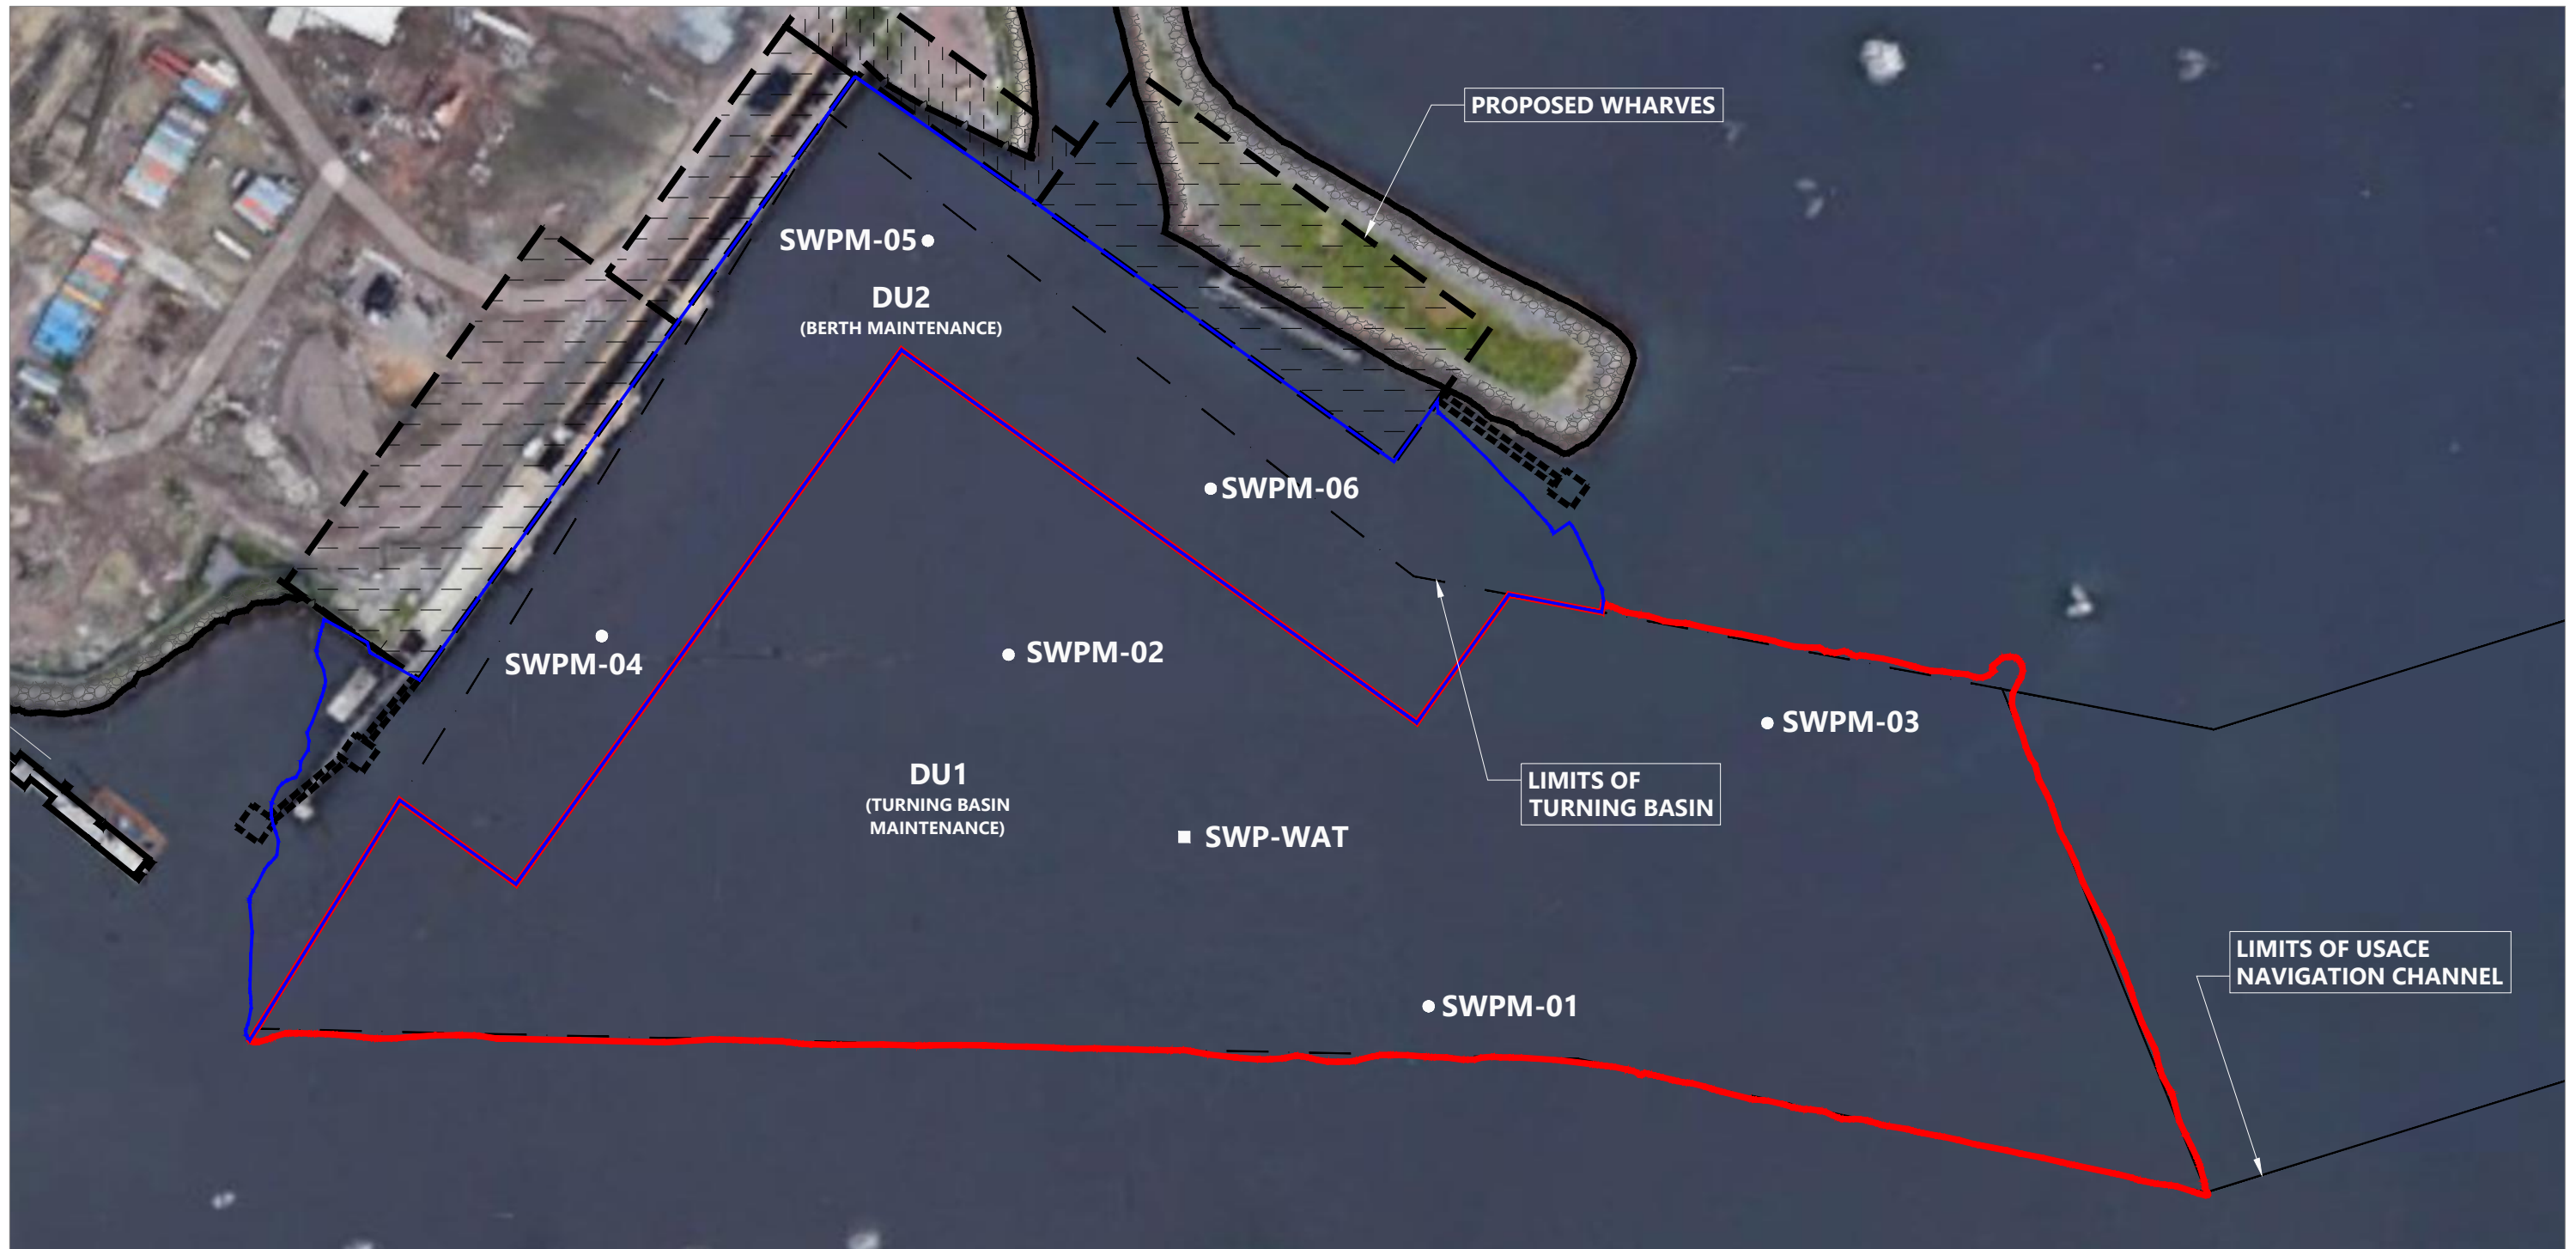 PROPOSED WHARVES
SWPM-05
DU2
(BERTH MAINTENANCE)
SWPM-06
SWPM-04
SWPM-02
SWPM-03
DU1
(TURNING BASIN
MAINTENANCE)
LIMITS OF
TURNING BASIN
SWP-WAT
LIMITS OF USACE
NAVIGATION CHANNEL
SWPM-01